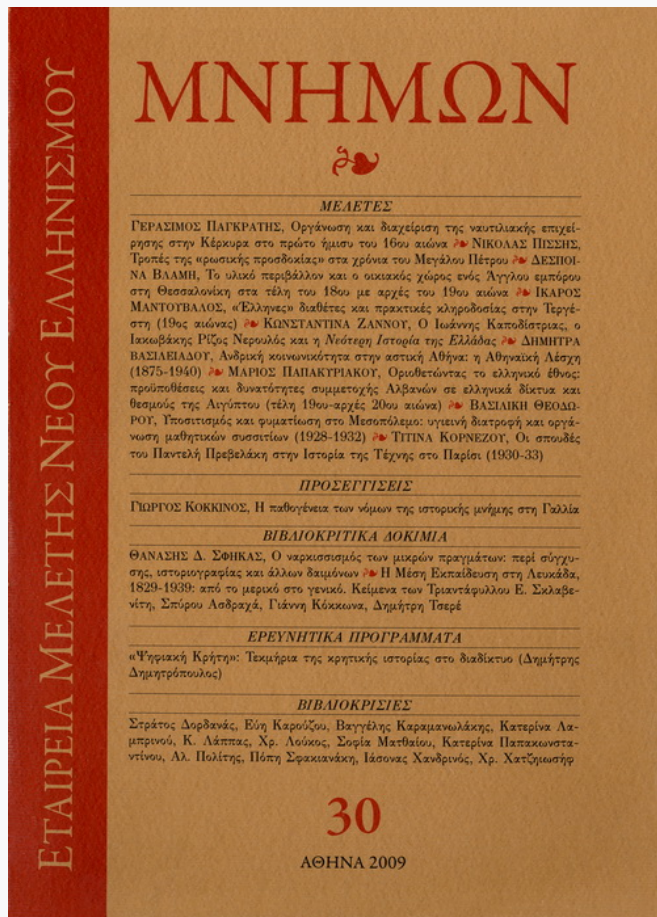 ΕΤΑΙΡΕΙΑ ΜΕΛΕΤΗΣ ΝΕΟΥ ΕΛΛΗΝΙΣΜΟΥ
ΜΝΗΜΩΝ
ΜΕΛΕΤΕΣ
ΓΕΡΑΣΙΜΟΣ ΠΑΓΚΡΑΤΗΣ, Οργάνωση και διαχείριση της ναυτιλιακής επιχεί-
ρησης στην Κέρκυρα στο πρώτο ήμισυ του 16ου αιώνα ΝΙΚΟΛΑΣ ΠΙΣΣΗΣ,
Τροπές της «ρωσικής προσδοκίας» στα χρόνια του Μεγάλου Πέτρου ΔΕΣΠΟΙ-
ΝΑ ΒΛΑΜΗ, Το υλικό περιβάλλον και ο οικιακός χώρος ενός Άγγλου εμπόρου
στη Θεσσαλονίκη στα τέλη του 18ου με αρχές του 19ου αιώνα ΙΚΑΡΟΣ
ΜΑΝΤΟΥΒΑΛΟΣ, «Έλληνες» διαθέτες και πρακτικές κληροδοσίας στην Τεργέ-
στη (19ος αιώνας) ΚΩΝΣΤΑΝΤΙΝΑ ΖΑΝΝΟΥ, Ο Ιωάννης Καποδίστριας, ο
Ιακωβάκης Ρίζος Νερουλός και η Νεότερη Ιστορία της Ελλάδας ΔΗΜΗΤΡΑ
ΒΑΣΙΛΕΙΑΔΟΥ, Ανδρική κοινωνικότητα στην αστική Αθήνα: η Αθηναϊκή Λέσχη
(1875-1940) ΜΑΡΙΟΣ ΠΑΠΑΚΥΡΙΑΚΟΥ, Οριοθετώντας το ελληνικό έθνος:
προϋποθέσεις και δυνατότητες συμμετοχής Αλβανών σε ελληνικά δίκτυα και
θεσμούς της Αιγύπτου (τέλη 19ου-αρχές 20ου αιώνα) ΒΑΣΙΛΙΚΗ ΘΕΟΔΩ-
ΡΟΥ, Υποσιτισμός και φυματίωση στο Μεσοπόλεμο: υγιεινή διατροφή και οργά-
νωση μαθητικών συσσιτίων (1928-1932) ΤΙΤΙΝΑ ΚΟΡΝΕΖΟΥ, Οι σπουδές
του Παντελή Πρεβελάκη στην Ιστορία της Τέχνης στο Παρίσι (1930-33)
ΠΡΟΣΕΓΓΙΣΕΙΣ
ΓΙΩΡΓΟΣ ΚΟΚΚΙΝΟΣ, Η παθογένεια των νόμων της ιστορικής μνήμης στη Γαλλία
ΒΙΒΛΙΟΚΡΙΤΙΚΑ ΔΟΚΙΜΙΑ
ΘΑΝΑΣΗΣ Δ. ΣΦΗΚΑΣ, Ο ναρκισσισμός των μικρών πραγμάτων: περί σύγχυ-
σης, ιστοριογραφίας και άλλων δαιμόνων Η Μέση Εκπαίδευση στη Λευκάδα,
1829-1939: από το μερικό στο γενικό. Κείμενα των Τριαντάφυλλου Ε. Σκλαβε-
νίτη, Σπύρου Ασδραχά, Γιάννη Κόκκωνα, Δημήτρη Τσερέ
ΕΡΕΥΝΗΤΙΚΑ ΠΡΟΓΡΑΜΜΑΤΑ
«Ψηφιακή Κρήτη»: Τεκμήρια της κρητικής ιστορίας στο διαδίκτυο (Δημήτρης
Δημητρόπουλος)
ΒΙΒΛΙΟΚΡΙΣΙΕΣ
Στράτος Δορδανάς, Εύη Καρούζου, Βαγγέλης Καραμανωλάκης, Κατερίνα Λα-
μπρινού, Κ. Λάππας, Χρ. Λούκος, Σοφία Ματθαίου, Κατερίνα Παπακωνστα-
ντίνου, Αλ. Πολίτης, Πόπη Σφακιανάκη, Ιάσονας Χανδρινός, Χρ. Χατζηιωσήφ
30
ΑΘΗΝΑ 2009